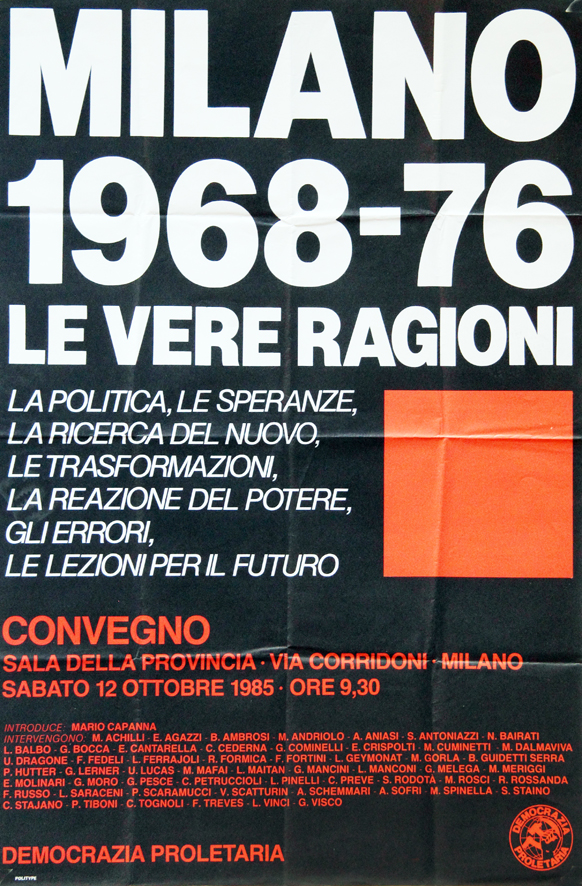 MILANO
1968-76
LE VERE RAGIONI
LA POLITICA, LE SPERANZE,
LA RICERCA DEL NUOVO,
LE TRASFORMAZIONI,
LA REAZIONE DEL POTERE,
GLI ERRORI,
LE LEZIONI PER IL FUTURO
CONVEGNO
SALA DELLA PROVINCIA · VIA CORRIDONI · MILANO
SABATO 12 OTTOBRE 1985 · ORE 9,30
INTRODUCE: MARIO CAPANNA
INTERVENGONO: M. ACHILLI · E. AGAZZI · B. AMBROSI · M. ANDRIOLO · A. ANIASI · S. ANTONIAZZI · N. BAIRATI
L. BALBO · G. BOCCA · E. CANTARELLA · C. CEDERNA · G. COMINELLI · E. CRISPOLTI · M. CUMINETTI · M. DALMAVIVA
U. DRAGONE · F. FEDELI · L. FERRAJOLI · R. FORMICA · F. FORTINI · L. GEYMONAT · M. GORLA · B. GUIDETTI SERRA
P. HUTTER · G. LERNER · U. LUCAS · M. MAFAI · L. MAITAN · G. MANCINI · L. MANCONI · G. MELEGA · M. MERIGGI
E. MOLINARI · G. MORO · G. PESCE · C. PETRUCCIOLI · L. PINELLI · C. PREVE · S. RODOTÀ · M. ROSCI · R. ROSSANDA
F. RUSSO · L. SARACENI · P. SCARAMUCCI · V. SCATTURIN · A. SCHEMMARI · A. SOFRI · M. SPINELLA · S. STAINO
C. STAJANO · P. TIBONI · C. TOGNOLI · F. TREVES · L. VINCI · G. VISCO
DEMOCRAZIA PROLETARIA
DEMOCRAZIA
PROLETARIA
POLITYPE